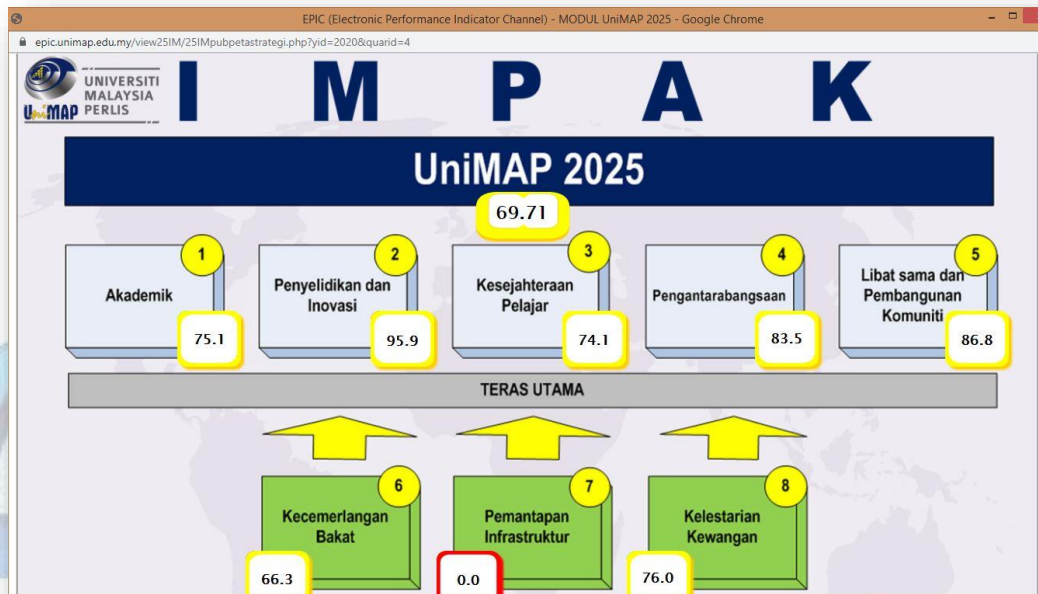 EPIC (Electronic Performance Indicator Channel) - MODUL UniMAP 2025 - Google Chrome
epic.unimap.edu.my/view25IM/25IMpubpetastrategi.php?yid=2020&quarid=4
UniMAP
UNIVERSITI
MALAYSIA
PERLIS
I M P A K
UniMAP 2025
69.71
1
Akademik
75.1
2
Penyelidikan dan
Inovasi
95.9
3
Kesejahteraan
Pelajar
74.1
4
Pengantarabangsaan
83.5
5
Libat sama dan
Pembangunan
Komuniti
86.8
TERAS UTAMA
6
Kecemerlangan
Bakat
66.3
7
Pemantapan
Infrastruktur
0.0
8
Kelestarian
Kewangan
76.0